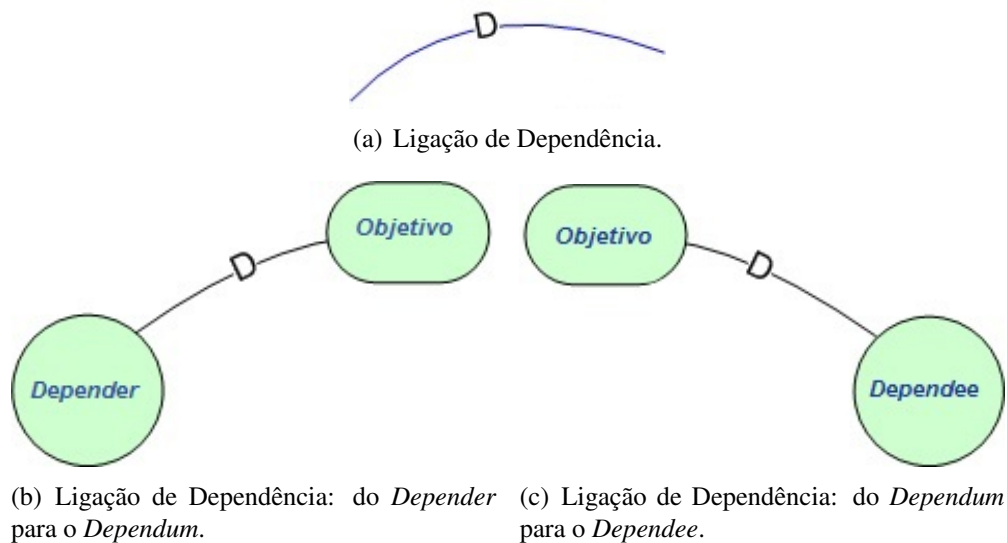 D
(a) Ligação de Dependência.
Objetivo
Objetivo
D
D
Depender
Dependee
(b) Ligação de Dependência: do Depender
para o Dependum.
(c) Ligação de Dependência: do Dependum
para o Dependee.